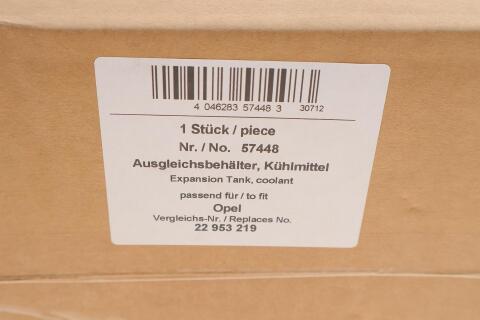 4 046283 57448 3 30712
1 Stück / piece
Nr. / No. 57448
Ausgleichsbehälter, Kühlmittel
Expansion Tank, coolant
passend für / to fit
Opel
Vergleichs-Nr. / Replaces No.
22 953 219